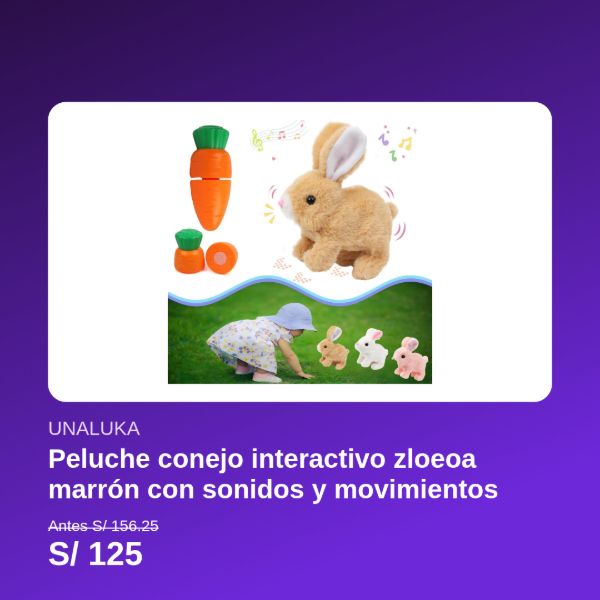 UNALUKA
Peluche conejo interactivo zloeoa
marrón con sonidos y movimientos
Antes S/ 156.25
S/ 125